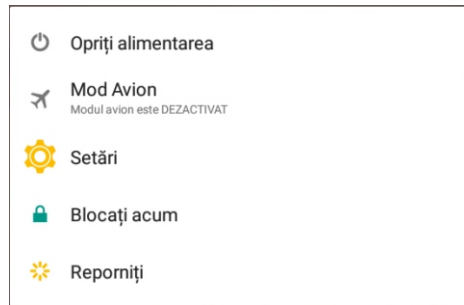 Opriți alimentarea
Mod Avion
Modul avion este DEZACTIVAT
Setări
Blocați acum
Reporniți